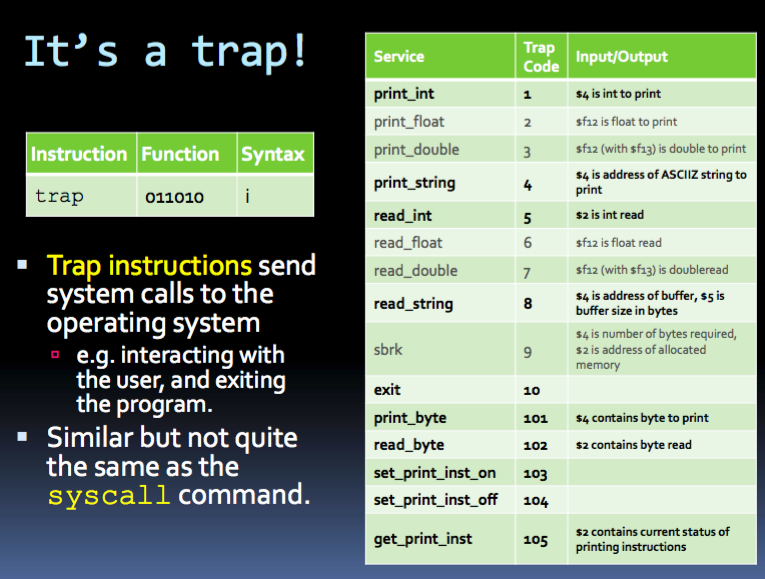 It's a trap!
Instruction Function Syntax
trap 011010 i
▪ Trap instructions send
system calls to the
operating system
▫ e.g. interacting with
the user, and exiting
the program.
▪ Similar but not quite
the same as the
syscall command.
Service Trap Code Input/Output
print_int 1 $4 is int to print
print_float 2 $f12 is float to print
print_double 3 $f12 (with $f13) is double to print
print_string 4 $4 is address of ASCIIZ string to
print
read_int 5 $2 is int read
read_float 6 $f12 is float read
read_double 7 $f12 (with $f13) is doubleread
read_string 8 $4 is address of buffer, $5 is
buffer size in bytes
sbrk 9 $4 is number of bytes required,
$2 is address of allocated
memory
exit 10
print_byte 101 $4 contains byte to print
read_byte 102 $2 contains byte read
set_print_inst_on 103
set_print_inst_off 104
get_print_inst 105 $2 contains current status of
printing instructions